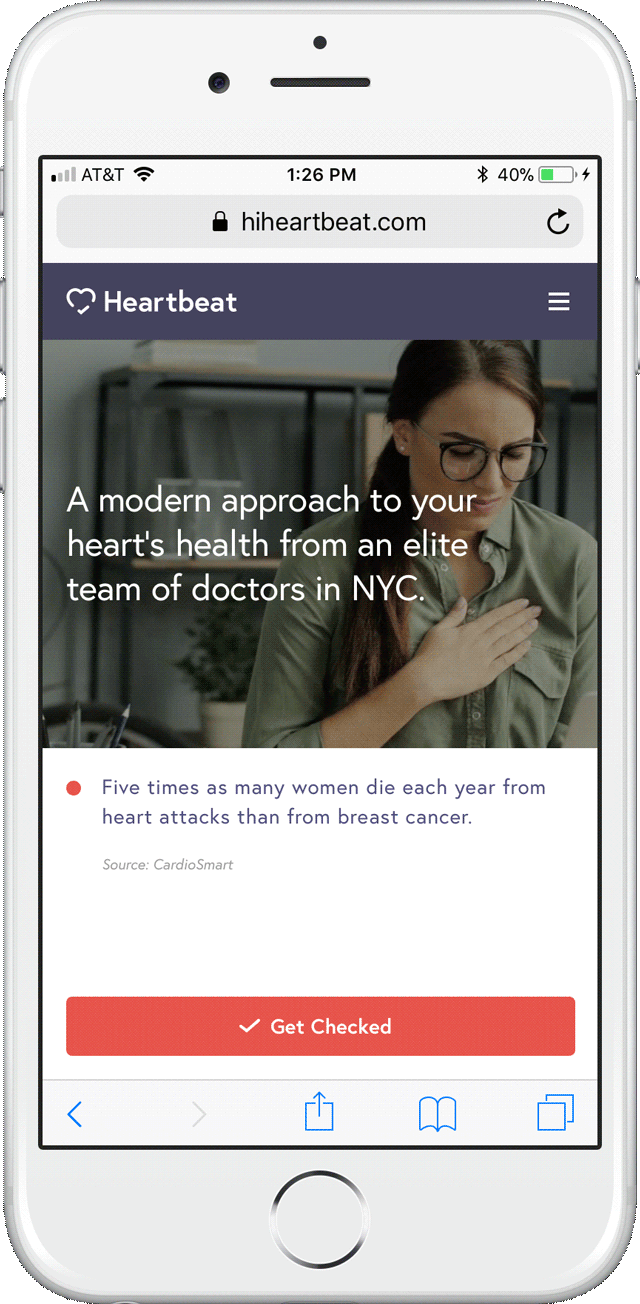 AT&T 1:26 PM 40%
hiheartbeat.com
Heartbeat
A modern approach to your
heart's health from an elite
team of doctors in NYC.
Five times as many women die each year from
heart attacks than from breast cancer.
Source: CardioSmart
Get Checked